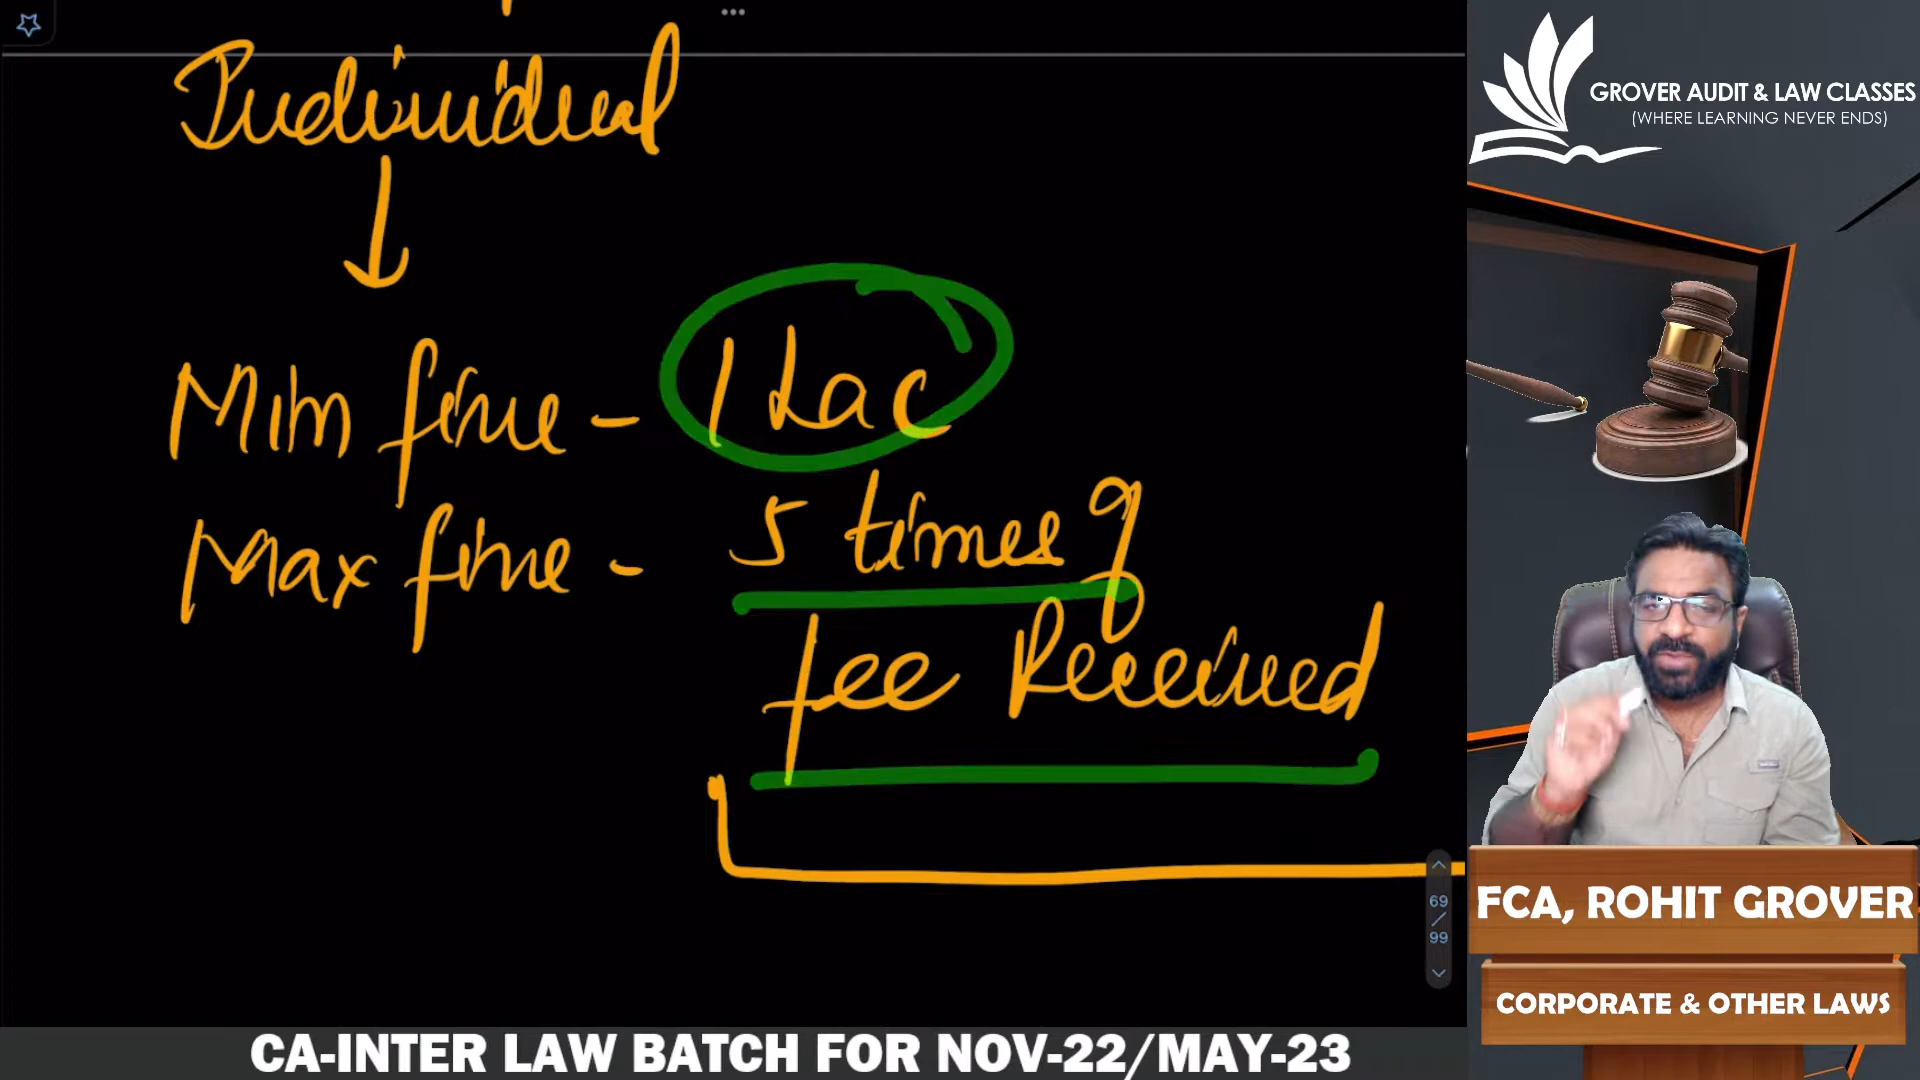 Individual
Min fine - 1 Lac
Max fine - 5 times of
fee Received
69
99
GROVER AUDIT & LAW CLASSES
(WHERE LEARNING NEVER ENDS)
FCA, ROHIT GROVER
CORPORATE & OTHER LAWS
CA-INTER LAW BATCH FOR NOV-22/MAY-23